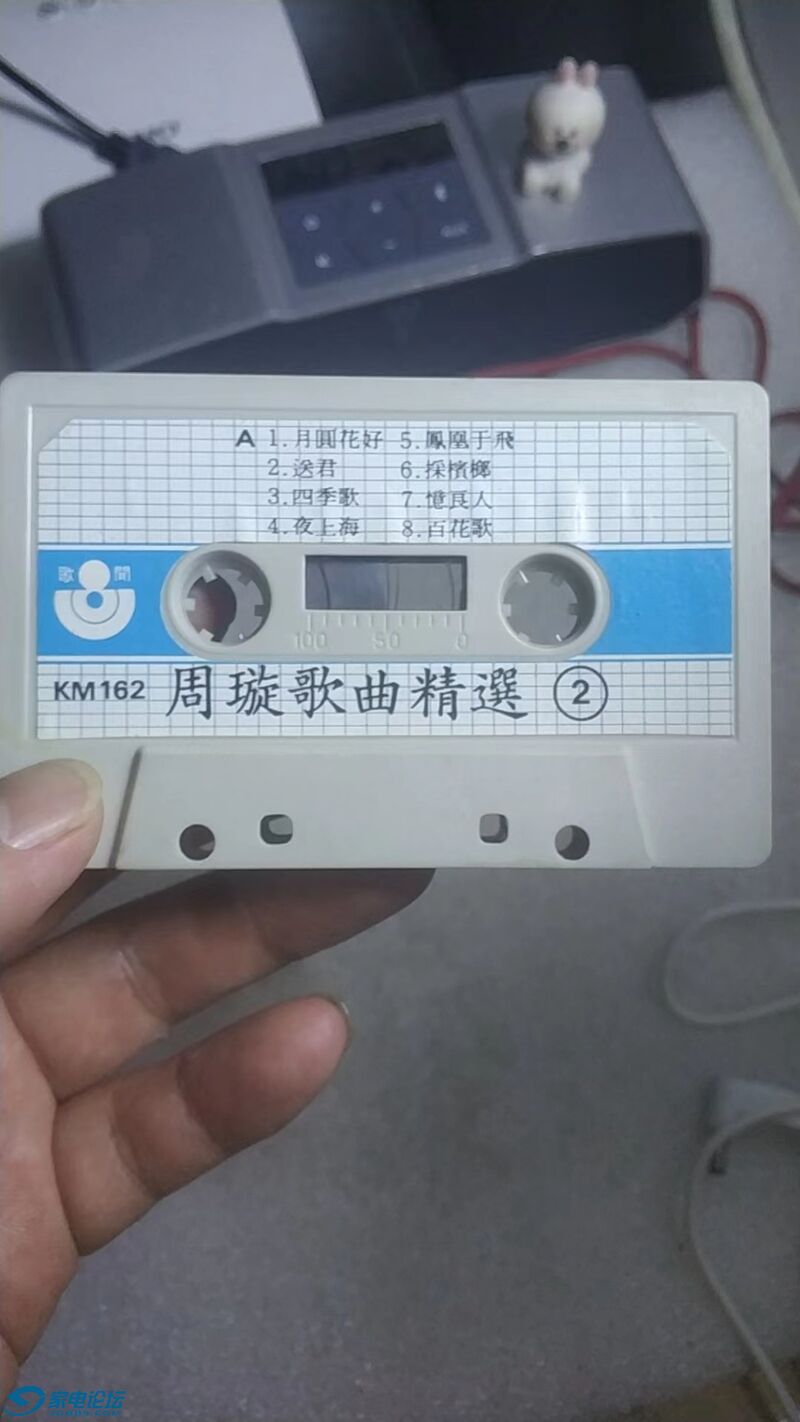 A 1.月圓花好 5.鳳凰于飛
2.送君 6.採檳榔
3.四季歌 7.憶良人
4.夜上海 8.百花歌
歌 間
100 50 0
KM162 周璇歌曲精選 ②
家电论坛